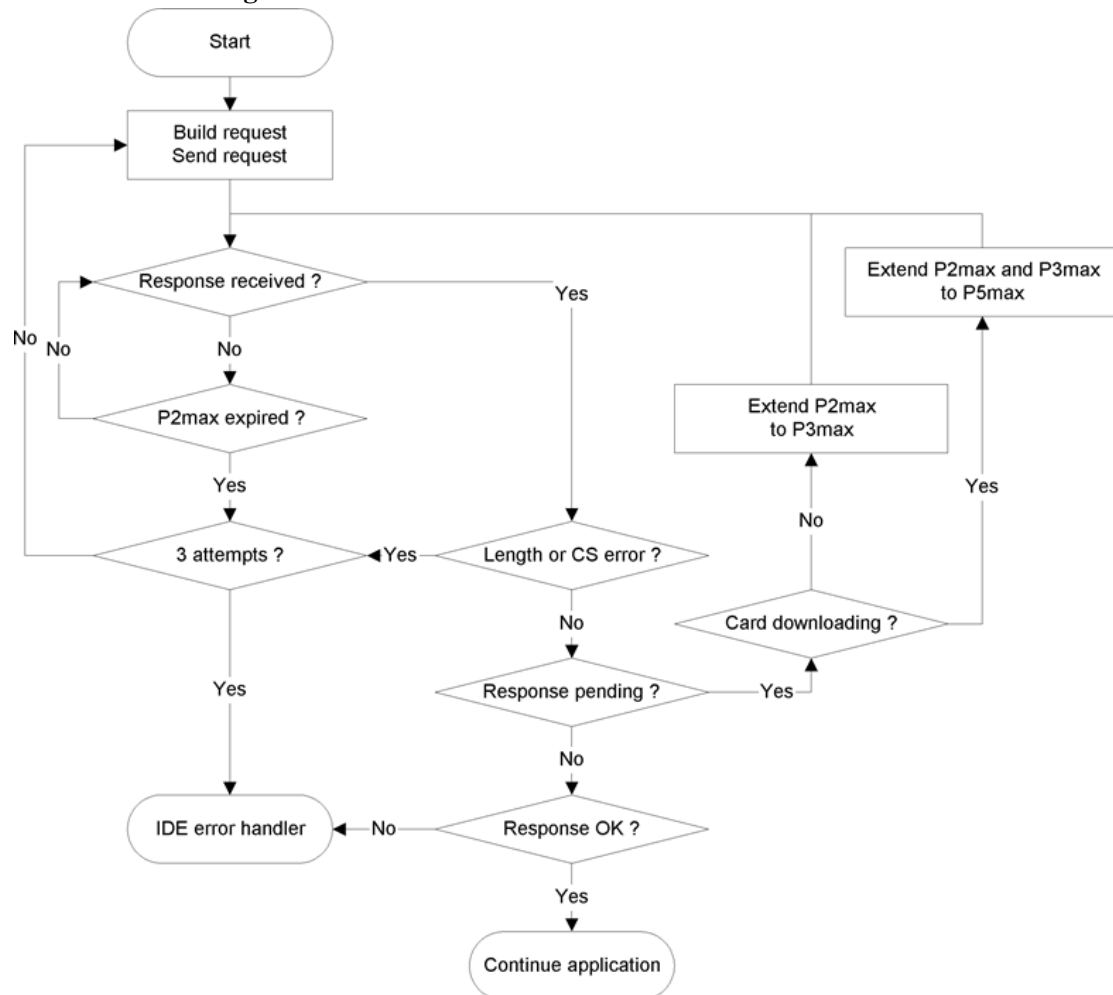 Start
Build request
Send request
Response received ?
Yes
Extend P2max and P3max
to P5max
No
No
No
P2max expired ?
Extend P2max
to P3max
Yes
Yes
No
3 attempts ?
Yes
Length or CS error ?
No
Card downloading ?
Yes
Response pending ?
Yes
No
IDE error handler
No
Response OK ?
Yes
Continue application